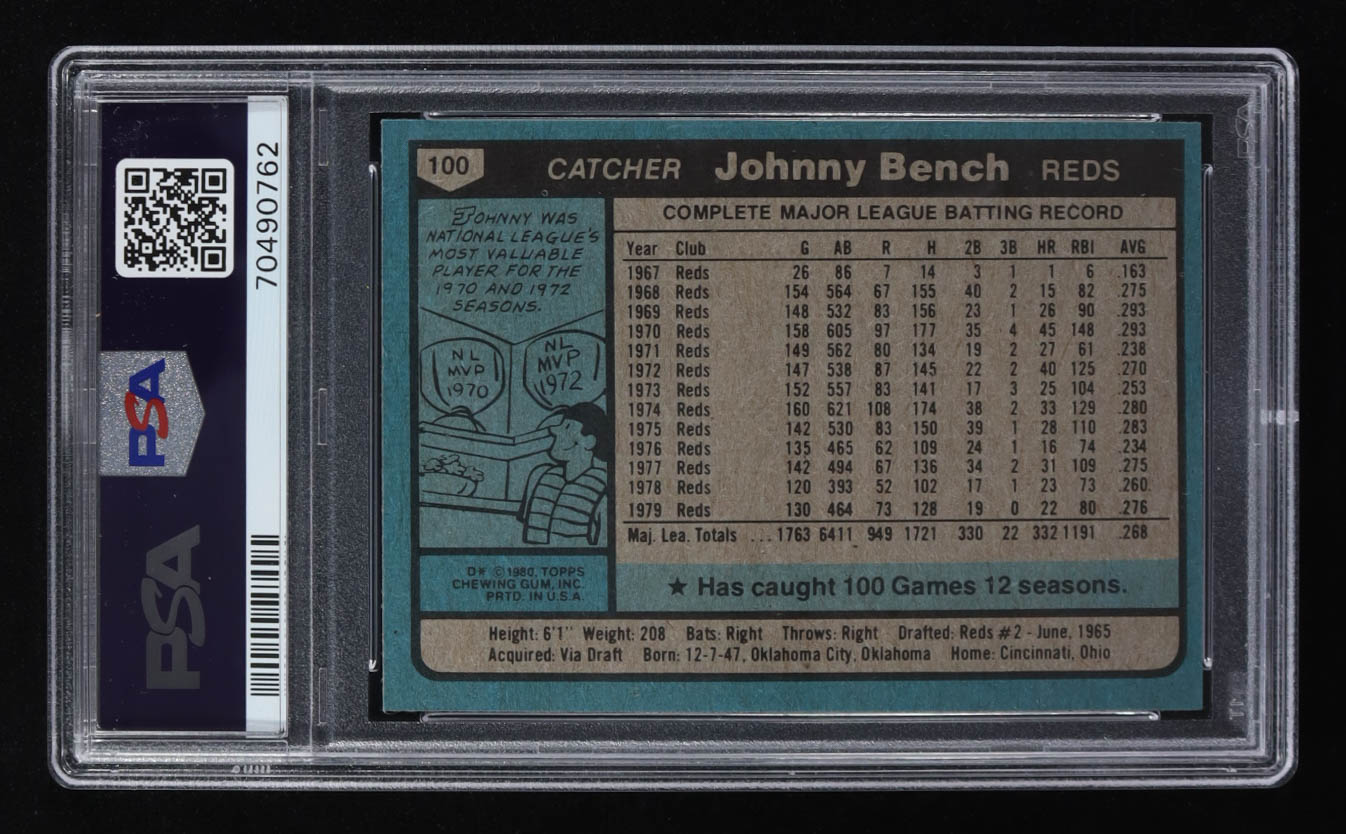 70490762
PSA
PSA
100 CATCHER Johnny Bench REDS
JOHNNY WAS
NATIONAL LEAGUE'S
MOST VALUABLE
PLAYER FOR THE
1970 AND 1972
SEASONS.
NL
MVP
1970
NL
MVP
1972
D* © 1980, TOPPS
CHEWING GUM, INC.
PRTD. IN U.S.A.
COMPLETE MAJOR LEAGUE BATTING RECORD
Year Club G AB R H 2B 3B HR RBI AVG
1967 Reds 26 86 7 14 3 1 1 6 .163
1968 Reds 154 564 67 155 40 2 15 82 .275
1969 Reds 148 532 83 156 23 1 26 90 .293
1970 Reds 158 605 97 177 35 4 45 148 .293
1971 Reds 149 562 80 134 19 2 27 61 .238
1972 Reds 147 538 87 145 22 2 40 125 .270
1973 Reds 152 557 83 141 17 3 25 104 .253
1974 Reds 160 621 108 174 38 2 33 129 .280
1975 Reds 142 530 83 150 39 1 28 110 .283
1976 Reds 135 465 62 109 24 1 16 74 .234
1977 Reds 142 494 67 136 34 2 31 109 .275
1978 Reds 120 393 52 102 17 1 23 73 .260
1979 Reds 130 464 73 128 19 0 22 80 .276
Maj. Lea. Totals ... 1763 6411 949 1721 330 22 332 1191 .268
★ Has caught 100 Games 12 seasons.
Height: 6'1" Weight: 208 Bats: Right Throws: Right Drafted: Reds #2 - June, 1965
Acquired: Via Draft Born: 12-7-47, Oklahoma City, Oklahoma Home: Cincinnati, Ohio